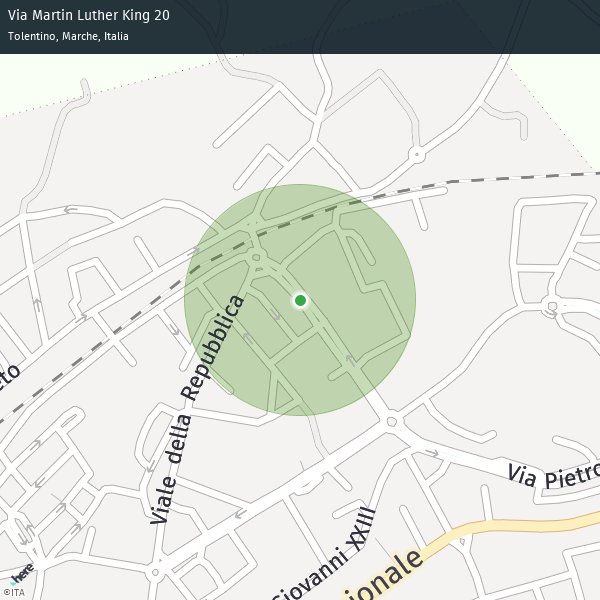 Via Martin Luther King 20
Tolentino, Marche, Italia
Viale della Repubblica
eto
Via Pietro
Giovanni XXIII
ionale
here
©ITA